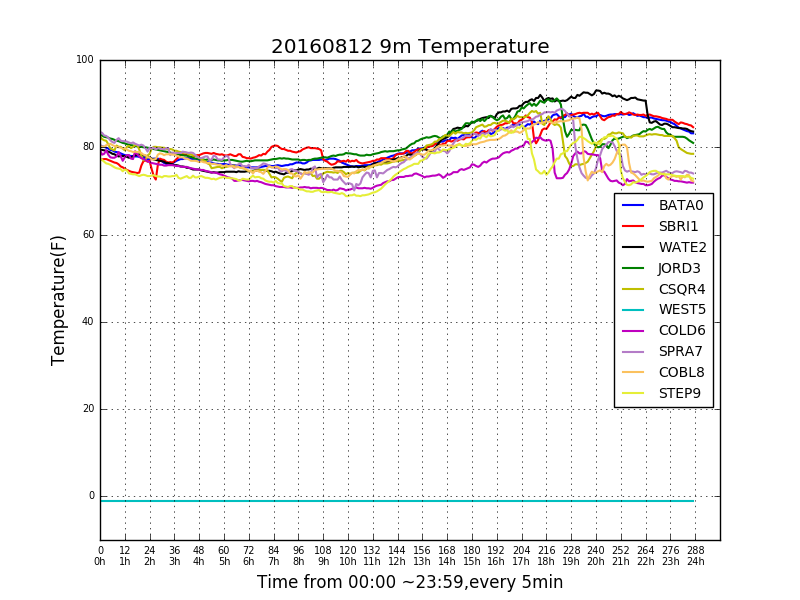 20160812 9m Temperature
Temperature(F)
100
80
60
40
20
0
BATA0
SBRI1
WATE2
JORD3
CSQR4
WEST5
COLD6
SPRA7
COBL8
STEP9
0 12 24 36 48 60 72 84 96 108 120 132 144 156 168 180 192 204 216 228 240 252 264 276 288
0h 1h 2h 3h 4h 5h 6h 7h 8h 9h 10h 11h 12h 13h 14h 15h 16h 17h 18h 19h 20h 21h 22h 23h 24h
Time from 00:00 ~23:59,every 5min